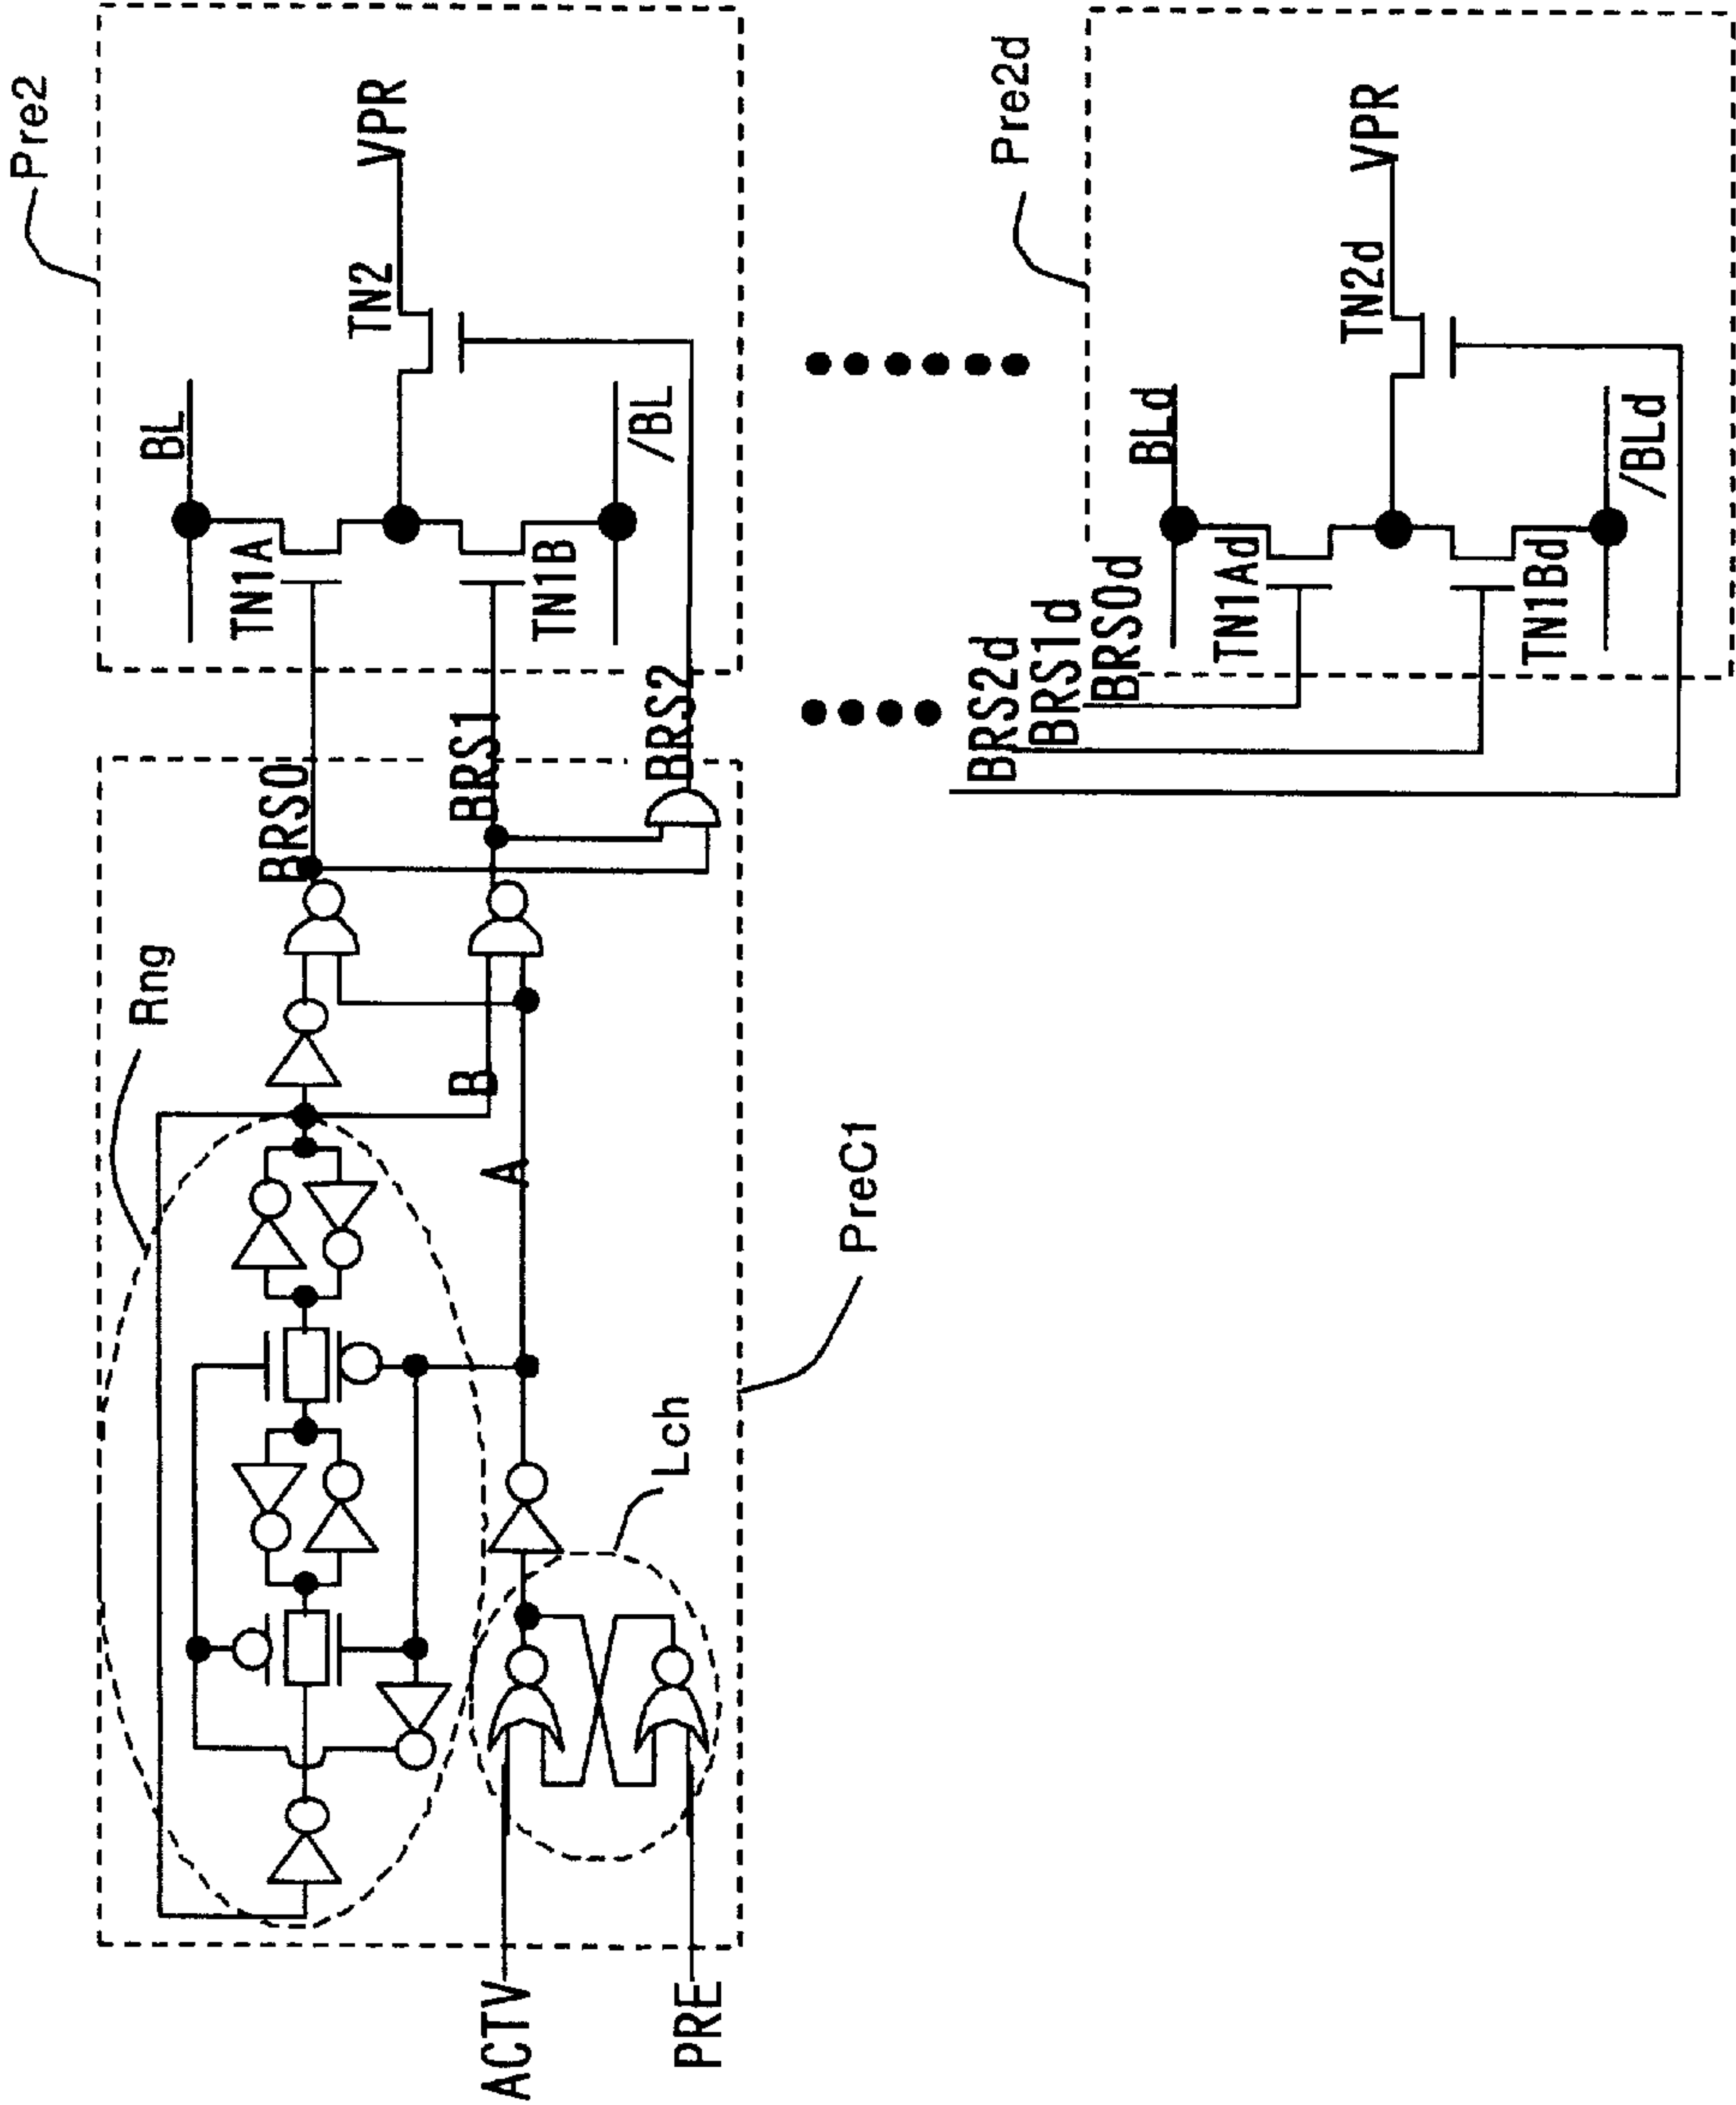 Pre2
BL
VPR
TN2
TN1A
TN1B
/BL
BRS0
BRS1
BRS2
Rng
B
A
Lch
PreC1
ACTV
PRE
Pre2d
BLd
VPR
TN2d
TN1Ad
TN1Bd
/BLd
BRS2d
BRS1d
BRS0d